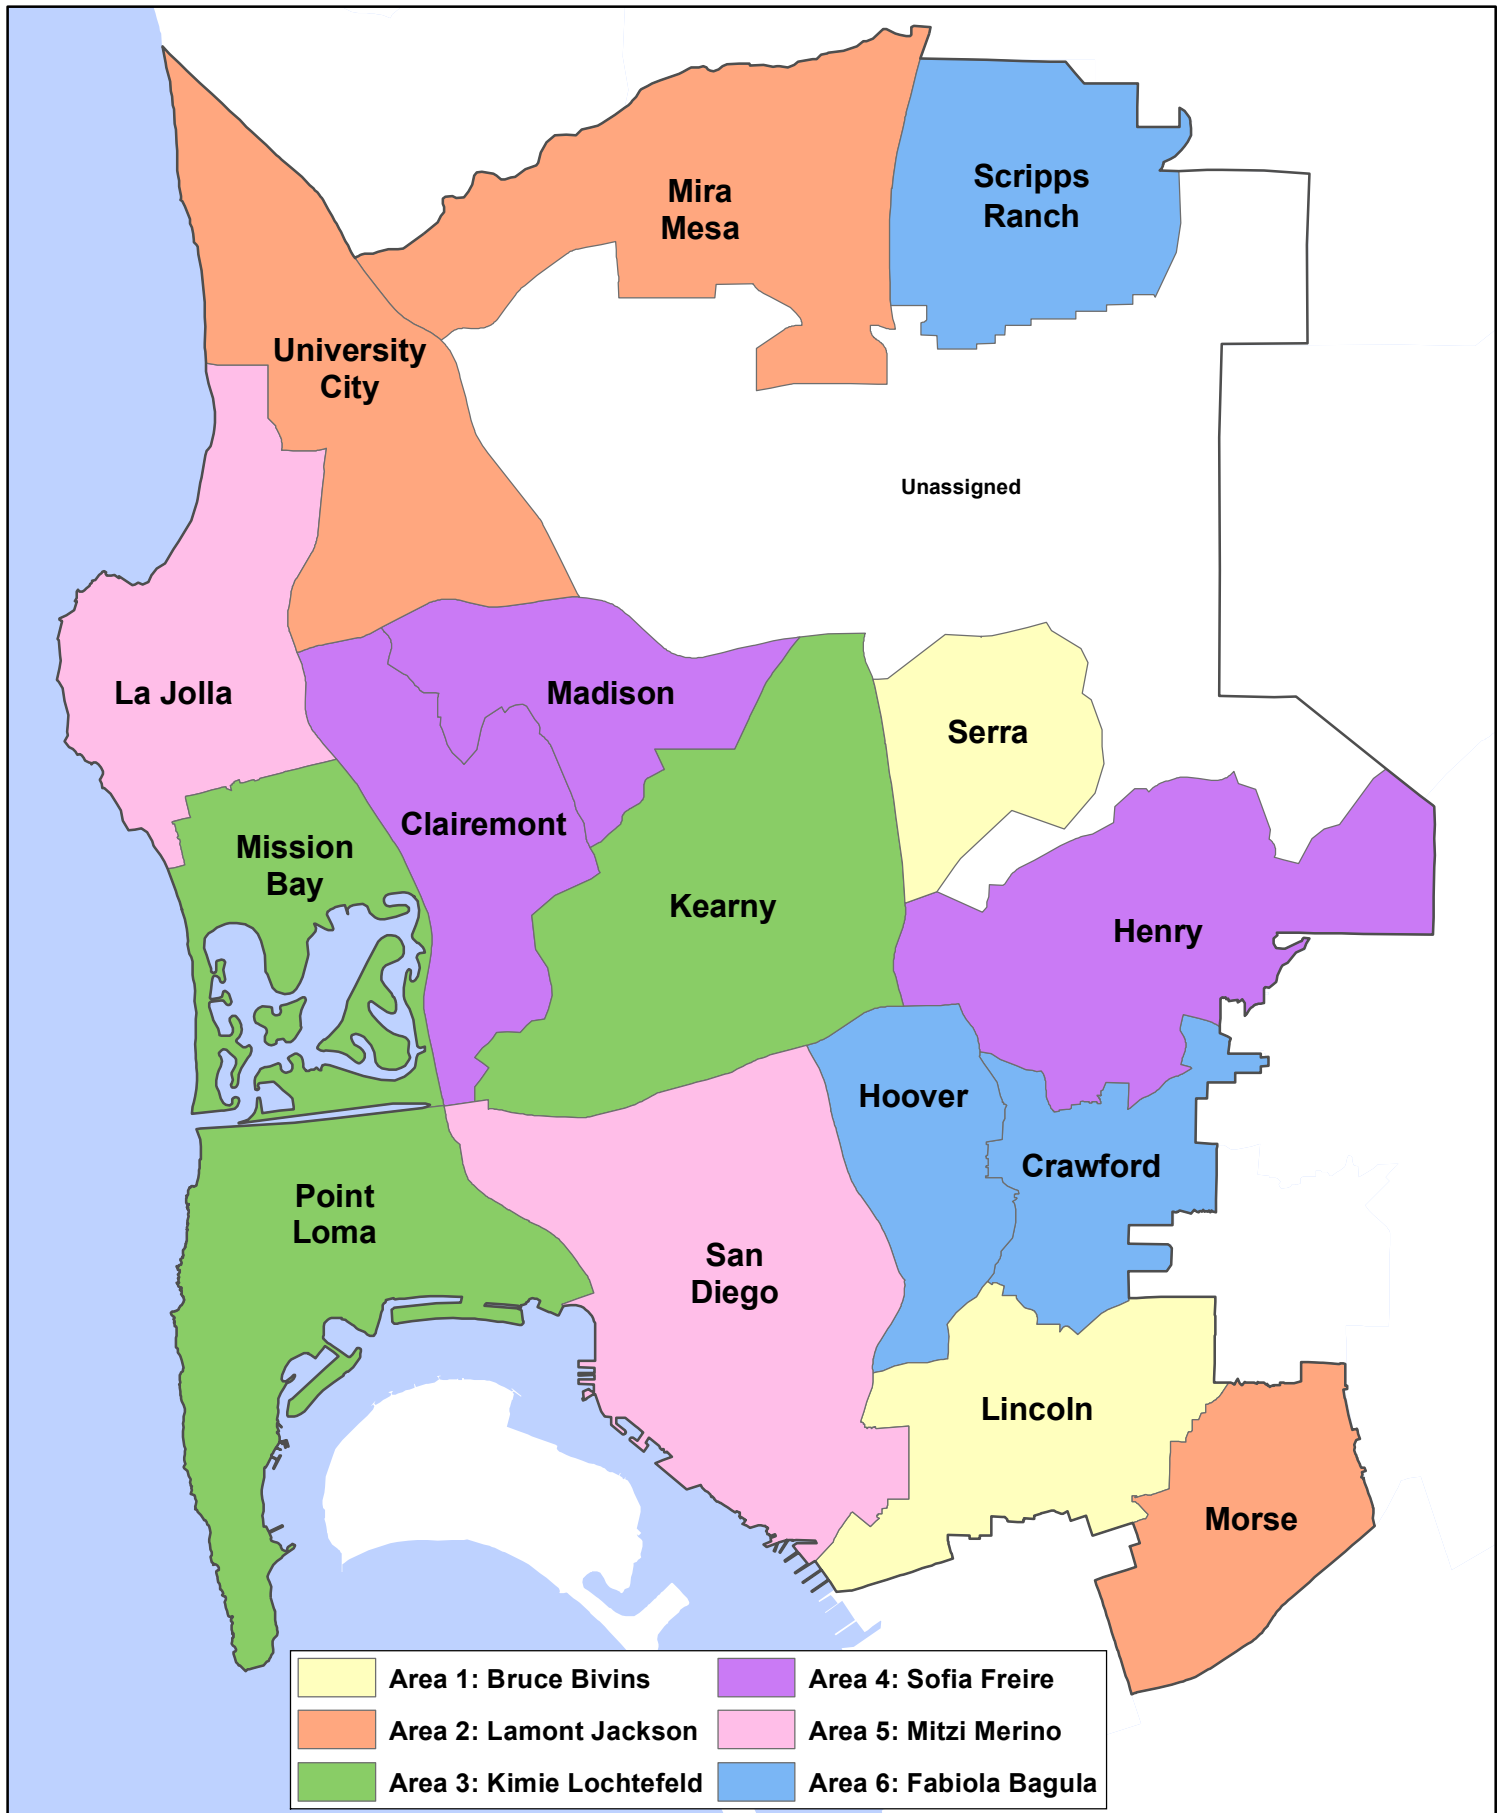 Mira
Mesa
Scripps
Ranch
University
City
Unassigned
La Jolla
Madison
Serra
Clairemont
Mission
Bay
Kearny
Henry
Hoover
Crawford
Point
Loma
San
Diego
Lincoln
Morse
Area 1: Bruce Bivins
Area 2: Lamont Jackson
Area 3: Kimie Lochtefeld
Area 4: Sofia Freire
Area 5: Mitzi Merino
Area 6: Fabiola Bagula